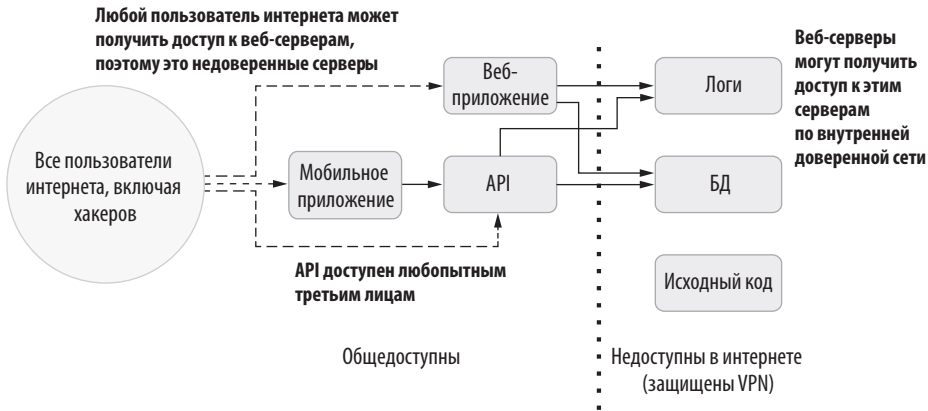 Любой пользователь интернета может
получить доступ к веб-серверам,
поэтому это недоверенные серверы
Веб-
приложение
Логи
Веб-серверы
могут получить
доступ к этим
серверам
по внутренней
доверенной сети
Все пользователи
интернета, включая
хакеров
Мобильное
приложение
API
БД
API доступен любопытным
третьим лицам
Исходный код
Общедоступны
Недоступны в интернете
(защищены VPN)